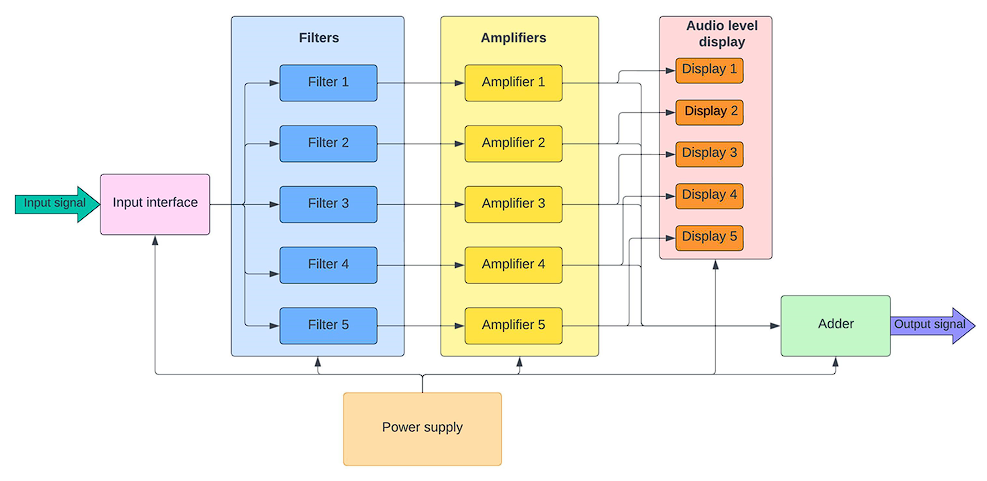 Filters
Amplifiers
Audio level
display
Filter 1
Amplifier 1
Display 1
Display 2
Filter 2
Amplifier 2
Display 3
Input signal
Input interface
Filter 3
Amplifier 3
Display 4
Display 5
Filter 4
Amplifier 4
Filter 5
Amplifier 5
Adder
Output signal
Power supply